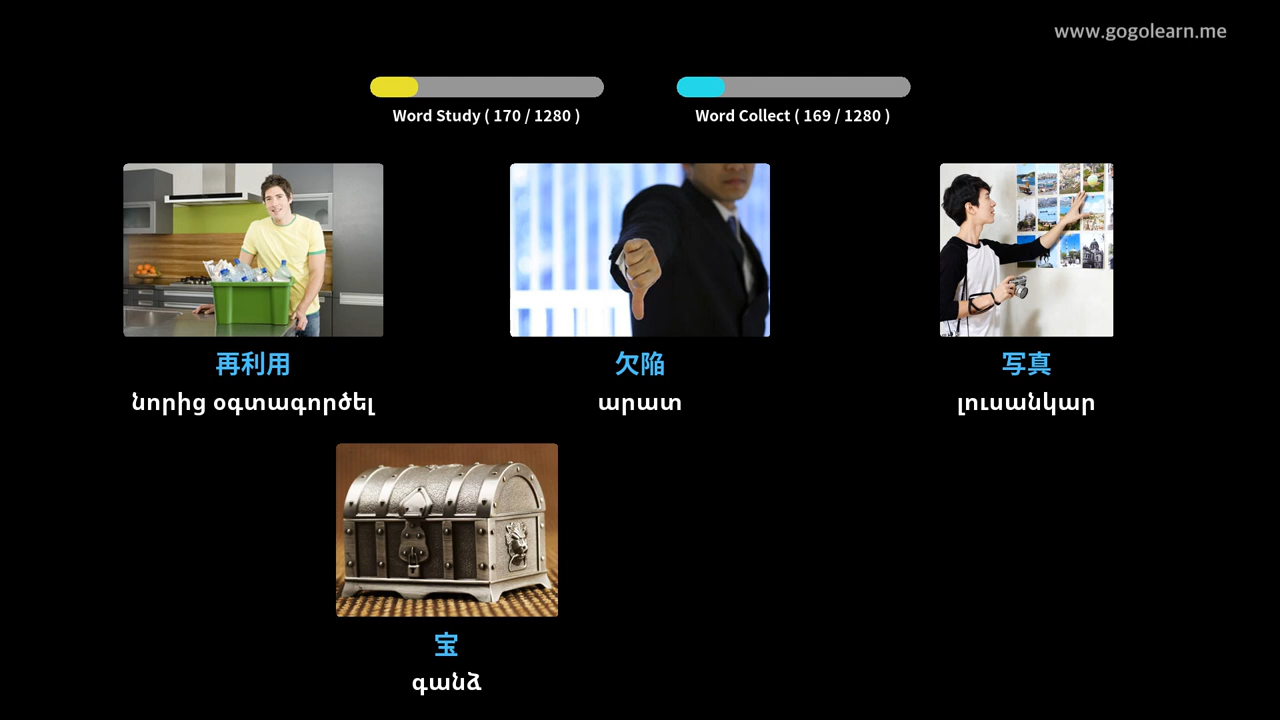 www.gogolearn.me
Word Study ( 170 / 1280 )
Word Collect ( 169 / 1280 )
再利用
նորից օգտագործել
欠陥
արատ
写真
լուսանկար
宝
գանձ